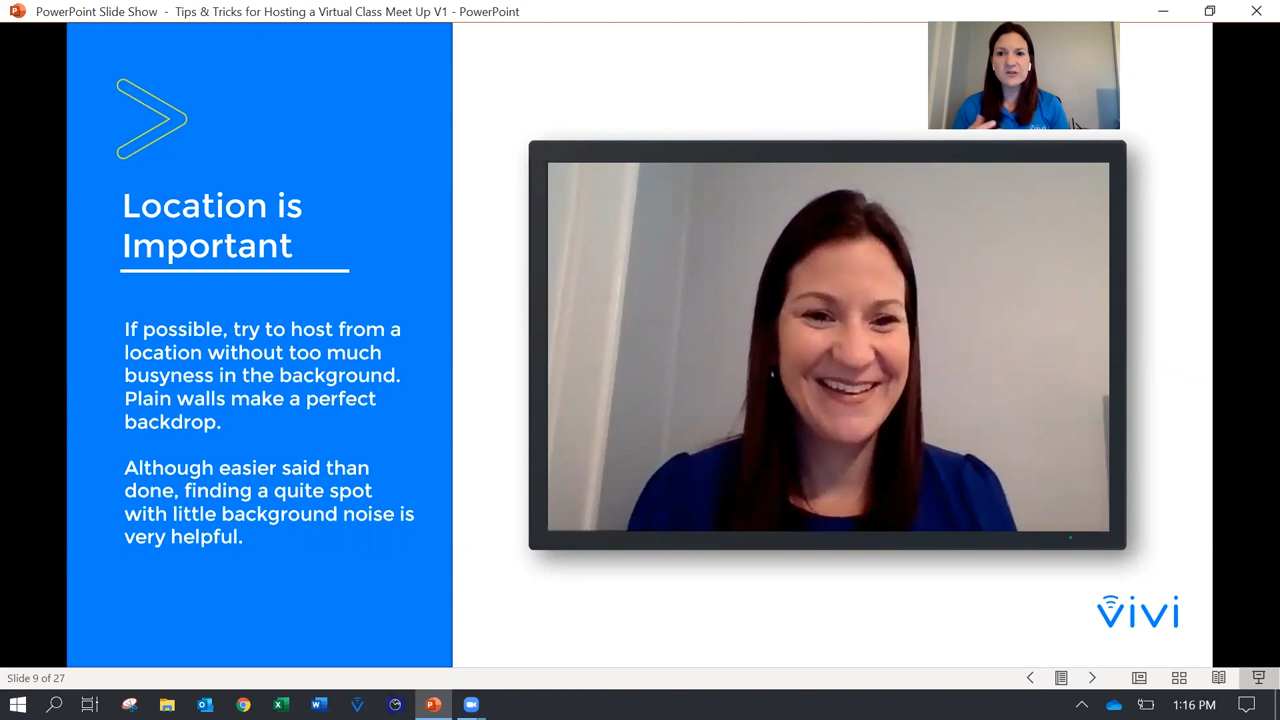 PowerPoint Slide Show - Tips & Tricks for Hosting a Virtual Class Meet Up V1 - PowerPoint
Location is
Important
If possible, try to host from a
location without too much
busyness in the background.
Plain walls make a perfect
backdrop.
Although easier said than
done, finding a quite spot
with little background noise is
very helpful.
vivi
vivi
Slide 9 of 27
1:16 PM